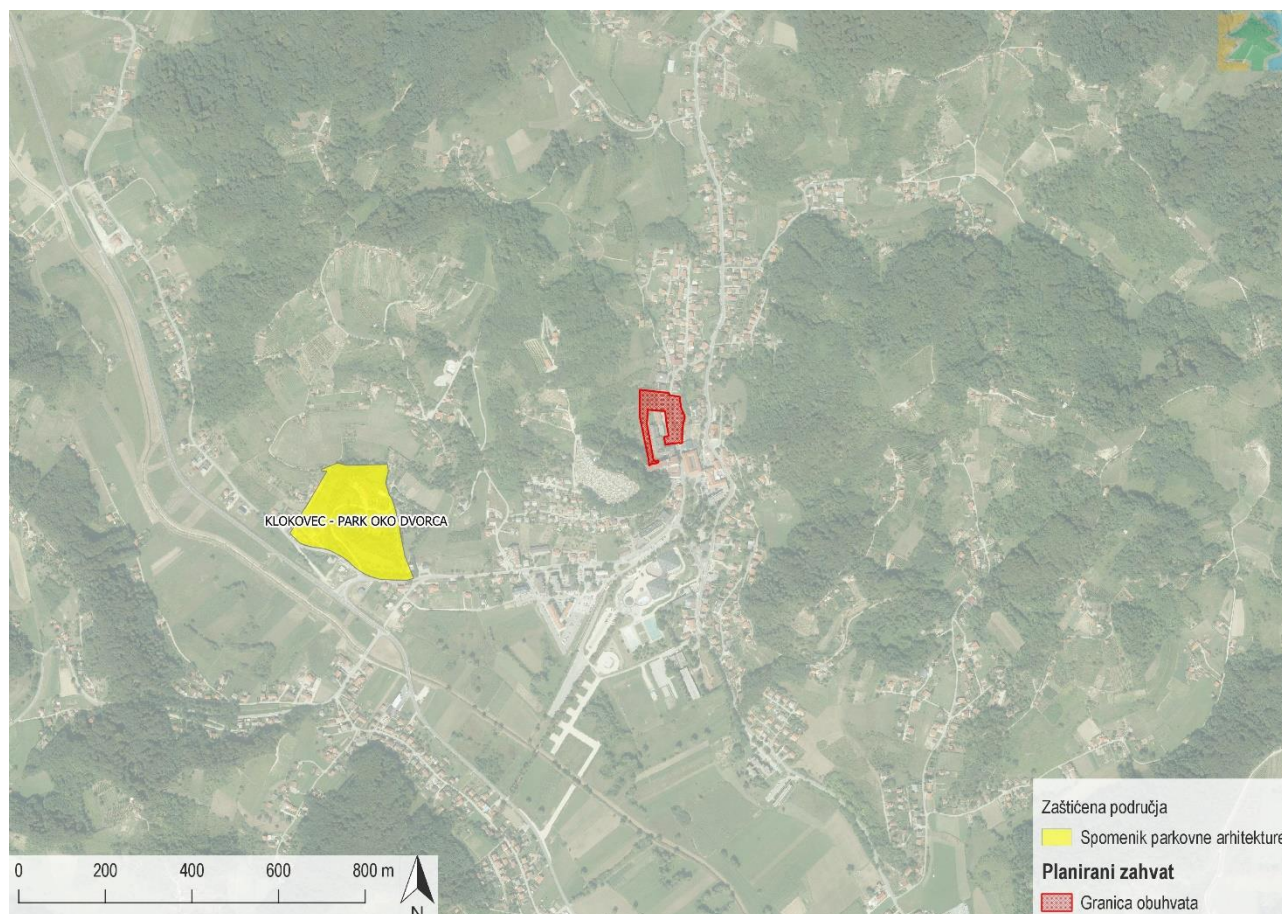 KLOKOVEC - PARK OKO DVORCA
Zaštićena područja
Spomenik parkovne arhitekture
Planirani zahvat
Granica obuhvata
0 200 400 600 800 m
N